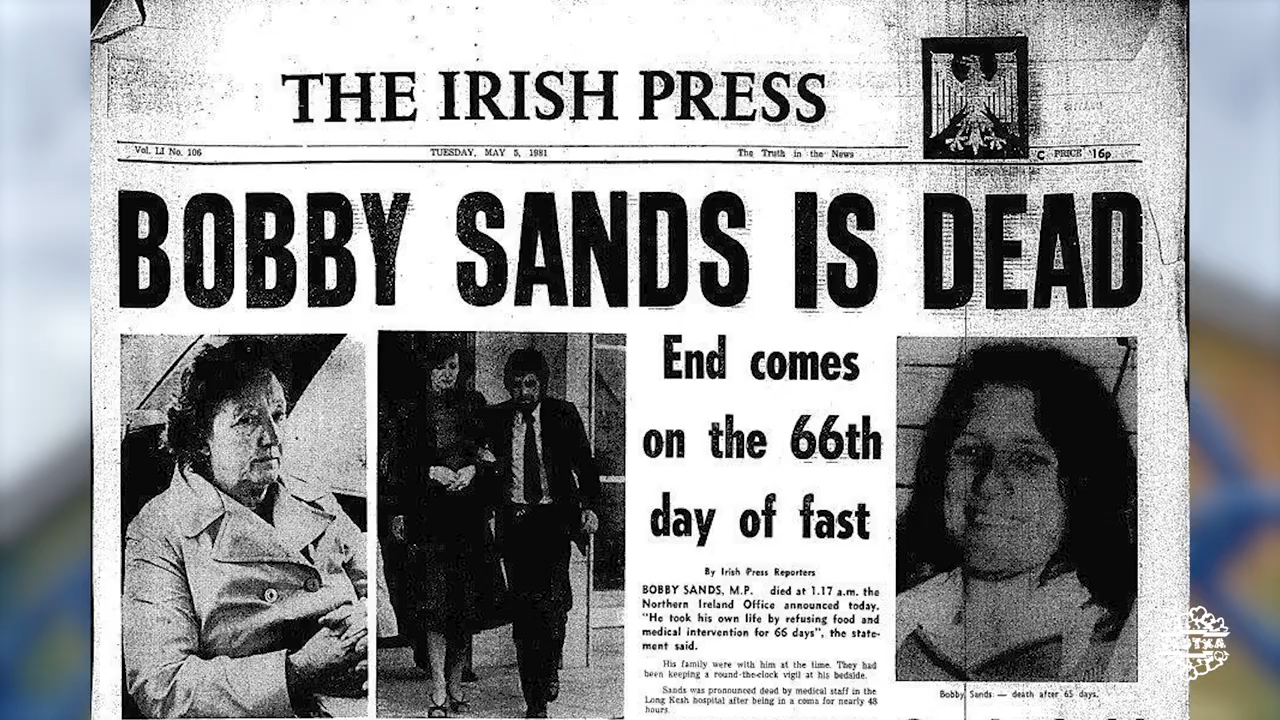 THE IRISH PRESS
Vol. LI No. 106
TUESDAY, MAY 5, 1981
The Truth in the News
C PRICE 16p
BOBBY SANDS IS DEAD
End comes
on the 66th
day of fast
By Irish Press Reporters
BOBBY SANDS, M.P. died at 1.17 a.m. the
Northern Ireland Office announced today.
"He took his own life by refusing food and
medical intervention for 66 days", the state-
ment said.
His family were with him at the time. They had
been keeping a round-the-clock vigil at his bedside.
Sands was pronounced dead by medical staff in the
Long Kesh hospital after being in a coma for nearly 48
hours.
Bobby Sands — death after 65 days.